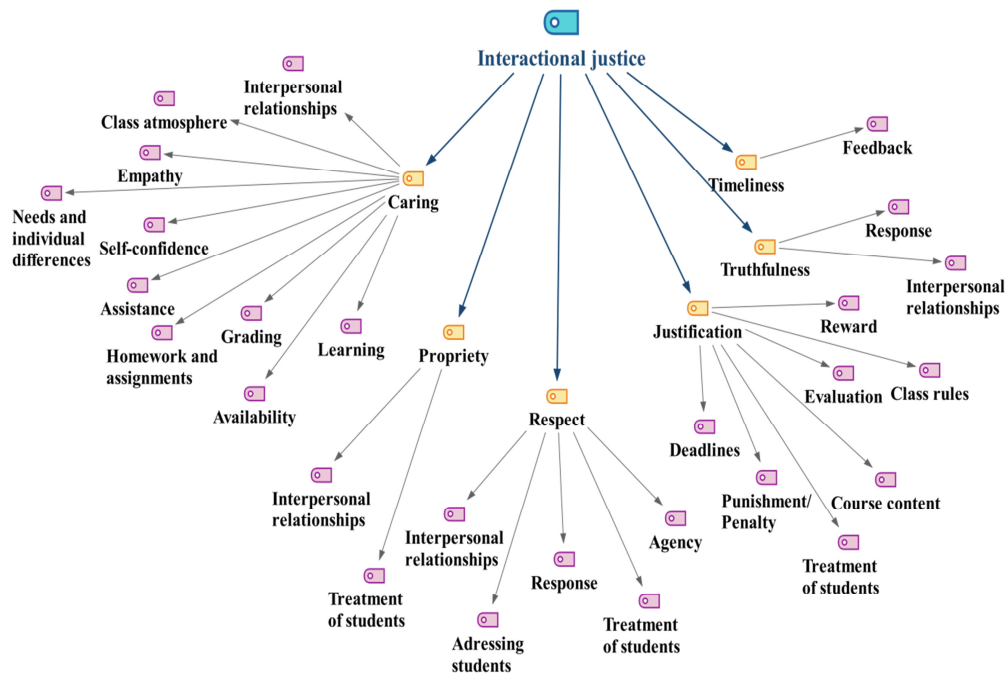 Interactional justice
Interpersonal
relationships
Class atmosphere
Empathy
Needs and
individual
differences
Self-confidence
Caring
Assistance
Homework and
assignments
Grading
Learning
Availability
Propriety
Interpersonal
relationships
Treatment
of students
Respect
Interpersonal
relationships
Adressing
students
Response
Treatment
of students
Agency
Timeliness
Feedback
Truthfulness
Response
Interpersonal
relationships
Justification
Reward
Class rules
Evaluation
Deadlines
Punishment/
Penalty
Course content
Treatment
of students